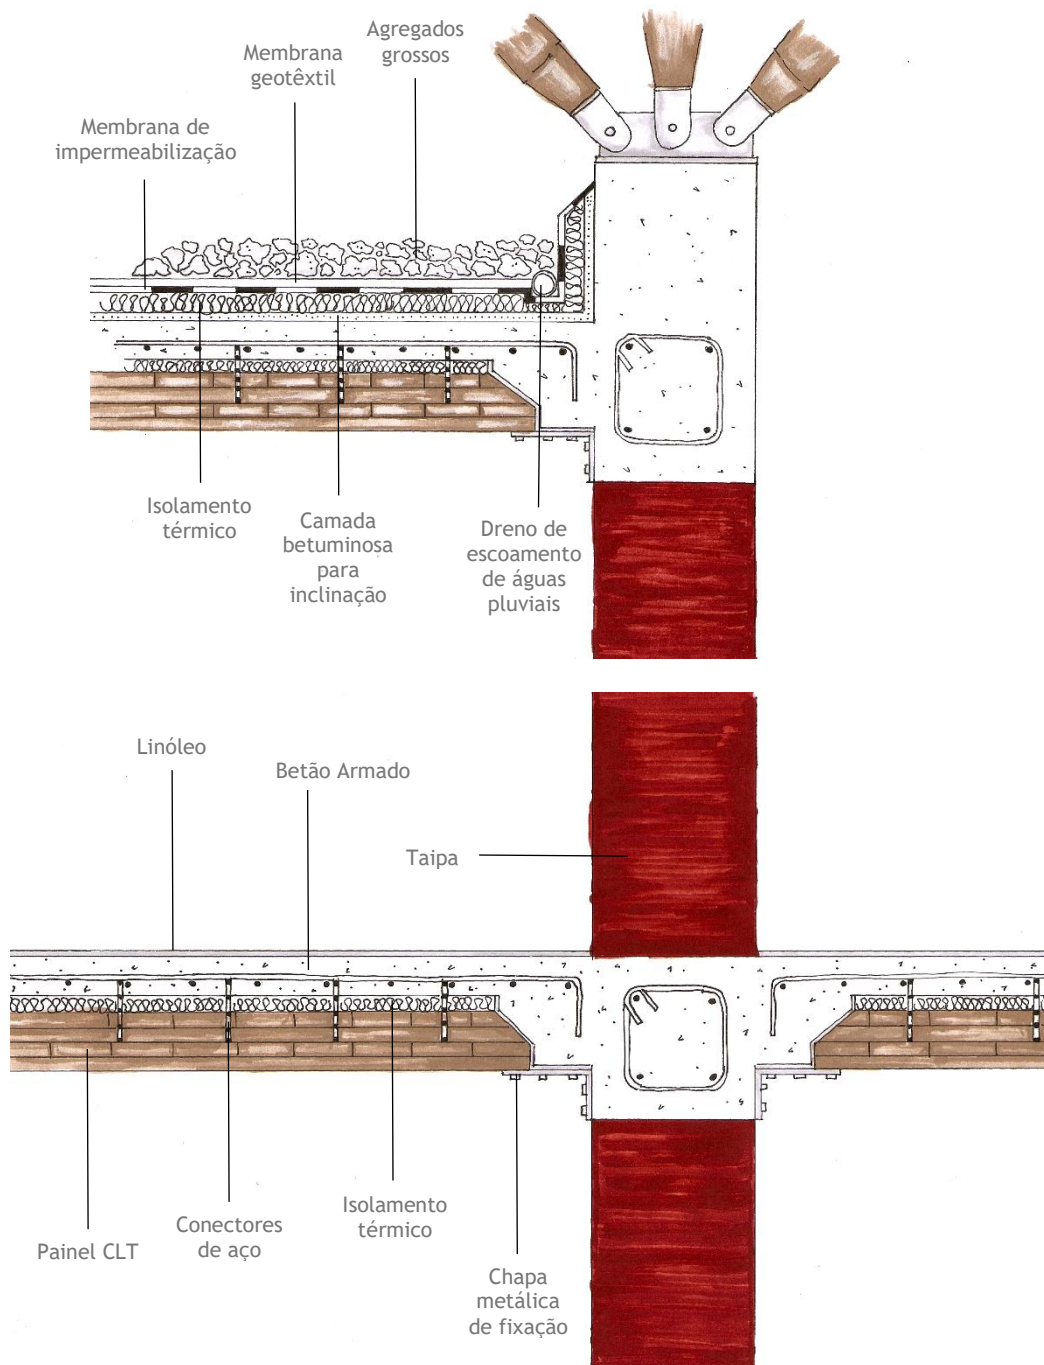 Agregados
grossos
Membrana
geotêxtil
Membrana de
impermeabilização
Isolamento
térmico
Camada
betuminosa
para
inclinação
Dreno de
escoamento
de águas
pluviais
Linóleo
Betão Armado
Taipa
Painel CLT
Conectores
de aço
Isolamento
térmico
Chapa
metálica
de fixação